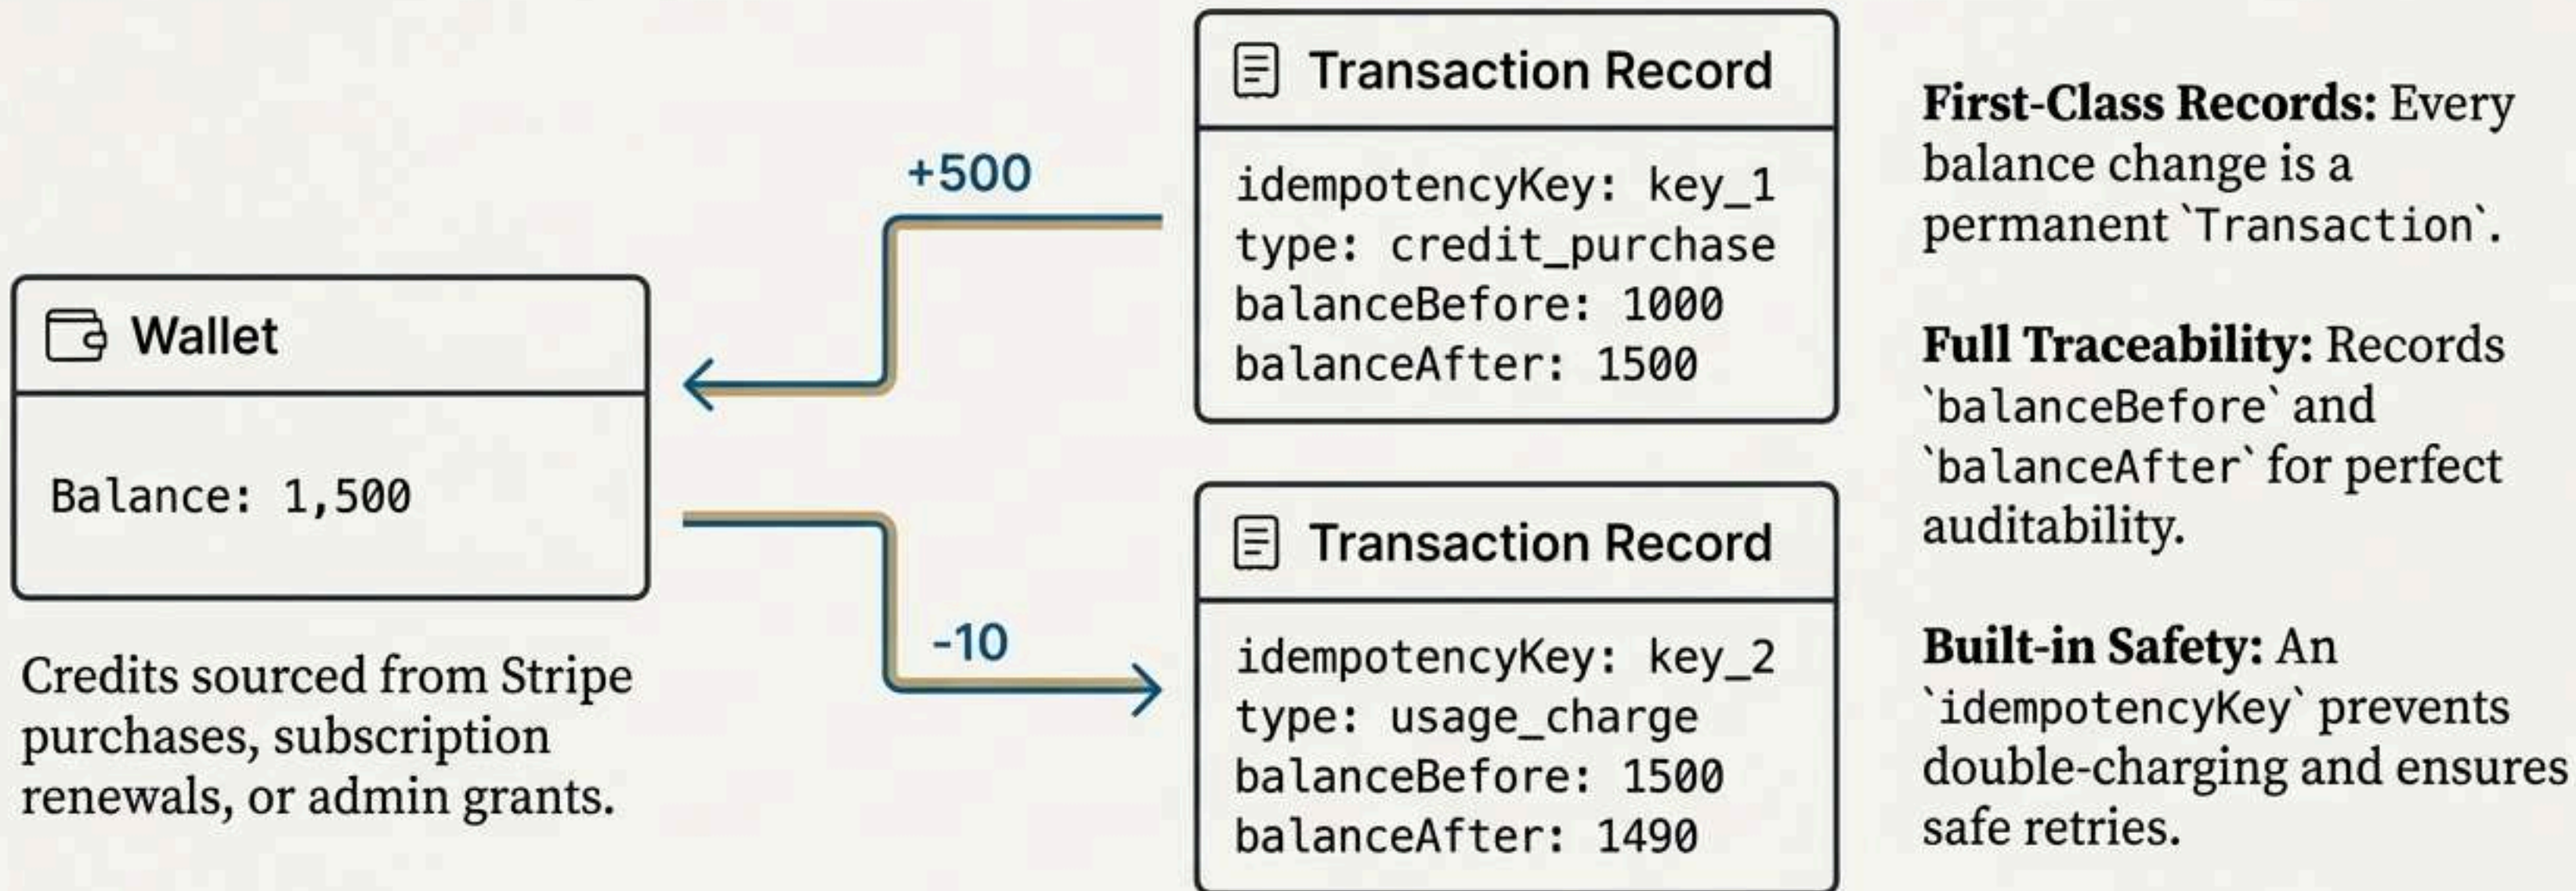 Wallet
Balance: 1,500
Credits sourced from Stripe
purchases, subscription
renewals, or admin grants.
+500
-10
Transaction Record
idempotencyKey: key_1
type: credit_purchase
balanceBefore: 1000
balanceAfter: 1500
Transaction Record
idempotencyKey: key_2
type: usage_charge
balanceBefore: 1500
balanceAfter: 1490
First-Class Records: Every
balance change is a
permanent `Transaction`.
Full Traceability: Records
`balanceBefore` and
`balanceAfter` for perfect
auditability.
Built-in Safety: An
`idempotencyKey` prevents
double-charging and ensures
safe retries.